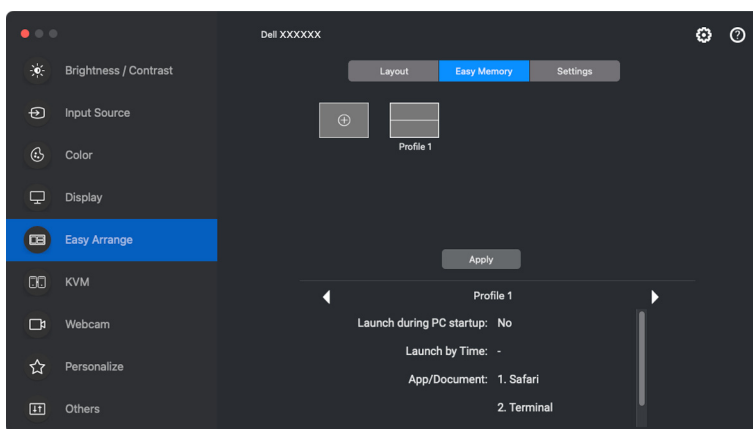 Dell XXXXXX
Brightness / Contrast
Input Source
Color
Display
Easy Arrange
KVM
Webcam
Personalize
Others
Layout
Easy Memory
Settings
Profile 1
Apply
Profile 1
Launch during PC startup: No
Launch by Time: -
App/Document: 1. Safari
2. Terminal